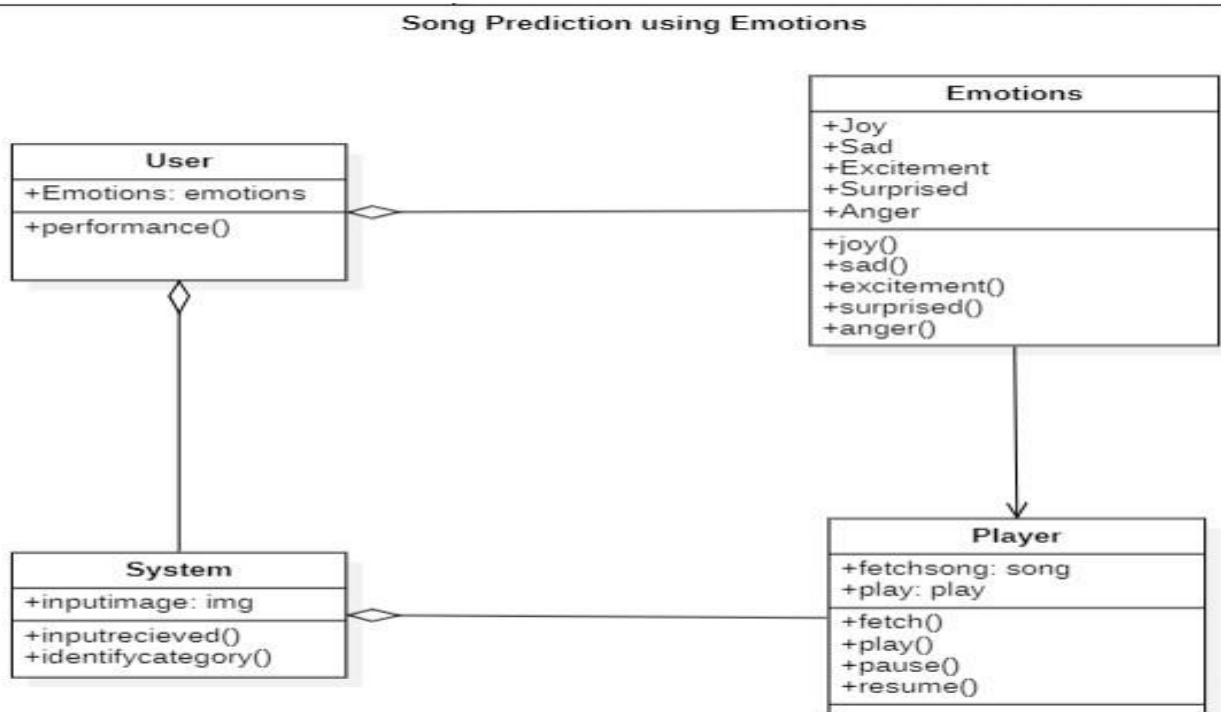 Song Prediction using Emotions
User
+Emotions: emotions
+performance()
Emotions
+Joy
+Sad
+Excitement
+Surprised
+Anger
+joy()
+sad()
+excitement()
+surprised()
+anger()
System
+inputimage: img
+inputrecieved()
+identifycategory()
Player
+fetchsong: song
+play: play
+fetch()
+play()
+pause()
+resume()